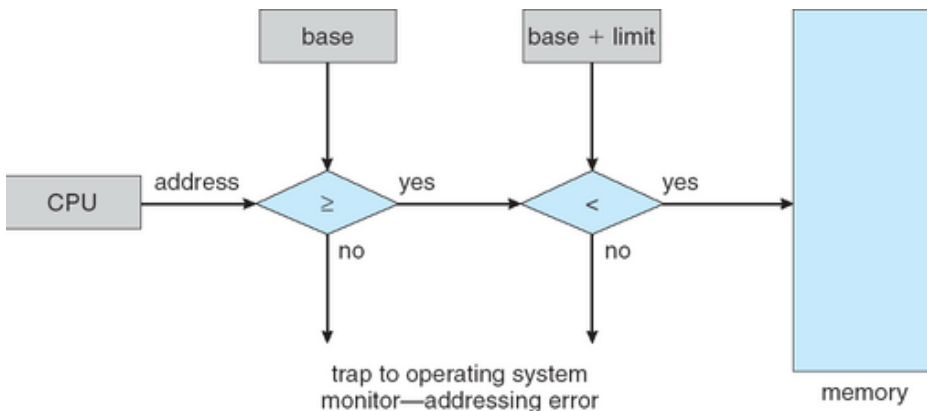 base
base + limit
CPU
address
≥
yes
<
yes
no
no
trap to operating system
monitor—addressing error
memory